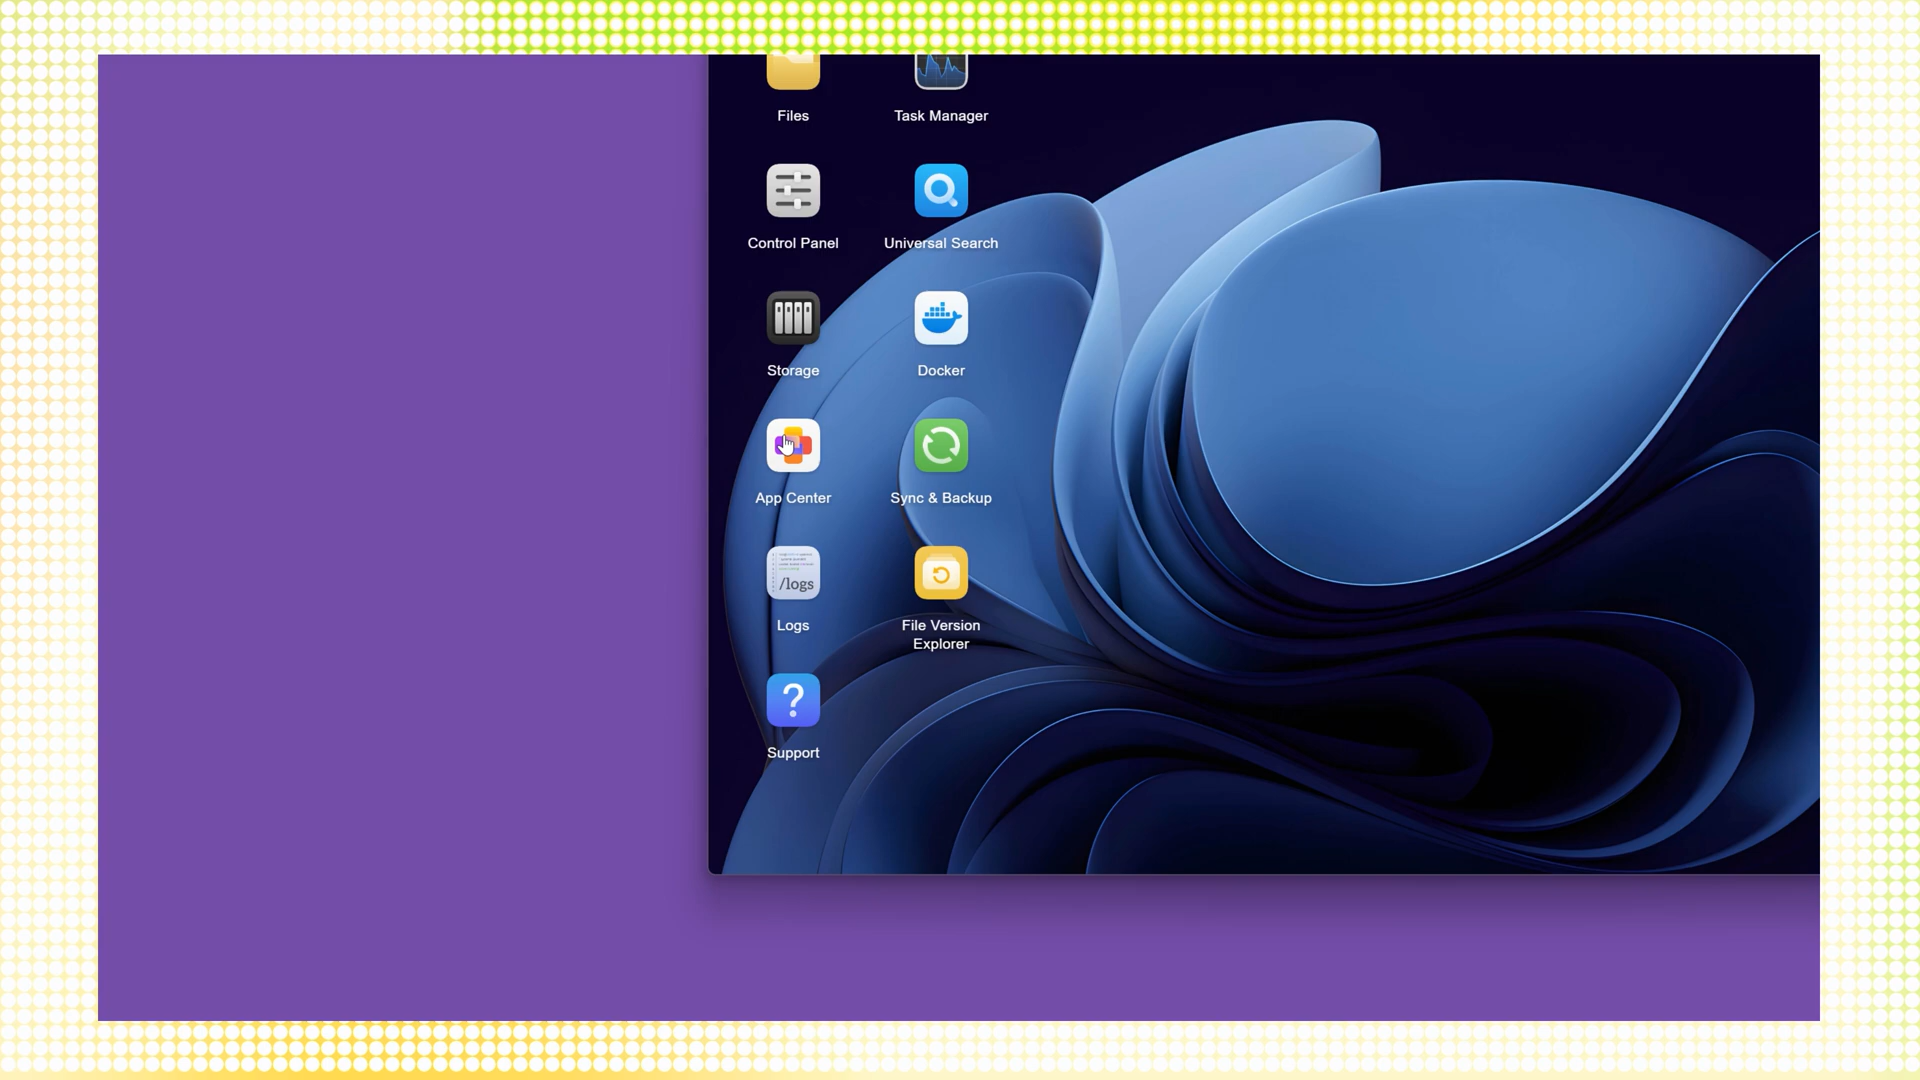 Files
Task Manager
Control Panel
Universal Search
Storage
Docker
App Center
Sync & Backup
/logs
Logs
File Version
Explorer
?
Support